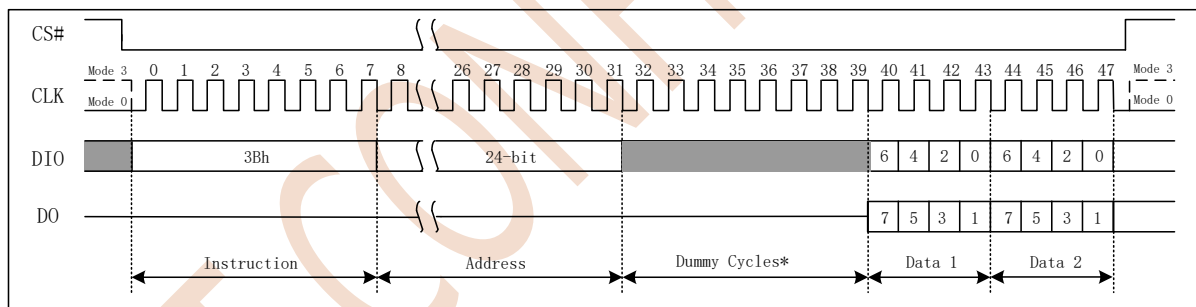 CS#
Mode 3 0 1 2 3 4 5 6 7 8 26 27 28 29 30 31 32 33 34 35 36 37 38 39 40 41 42 43 44 45 46 47 Mode 3
CLK
Mode 0 Mode 0
DIO 3Bh 24-bit 6 4 2 0 6 4 2 0
DO 7 5 3 1 7 5 3 1
Instruction Address Dummy Cycles* Data 1 Data 2